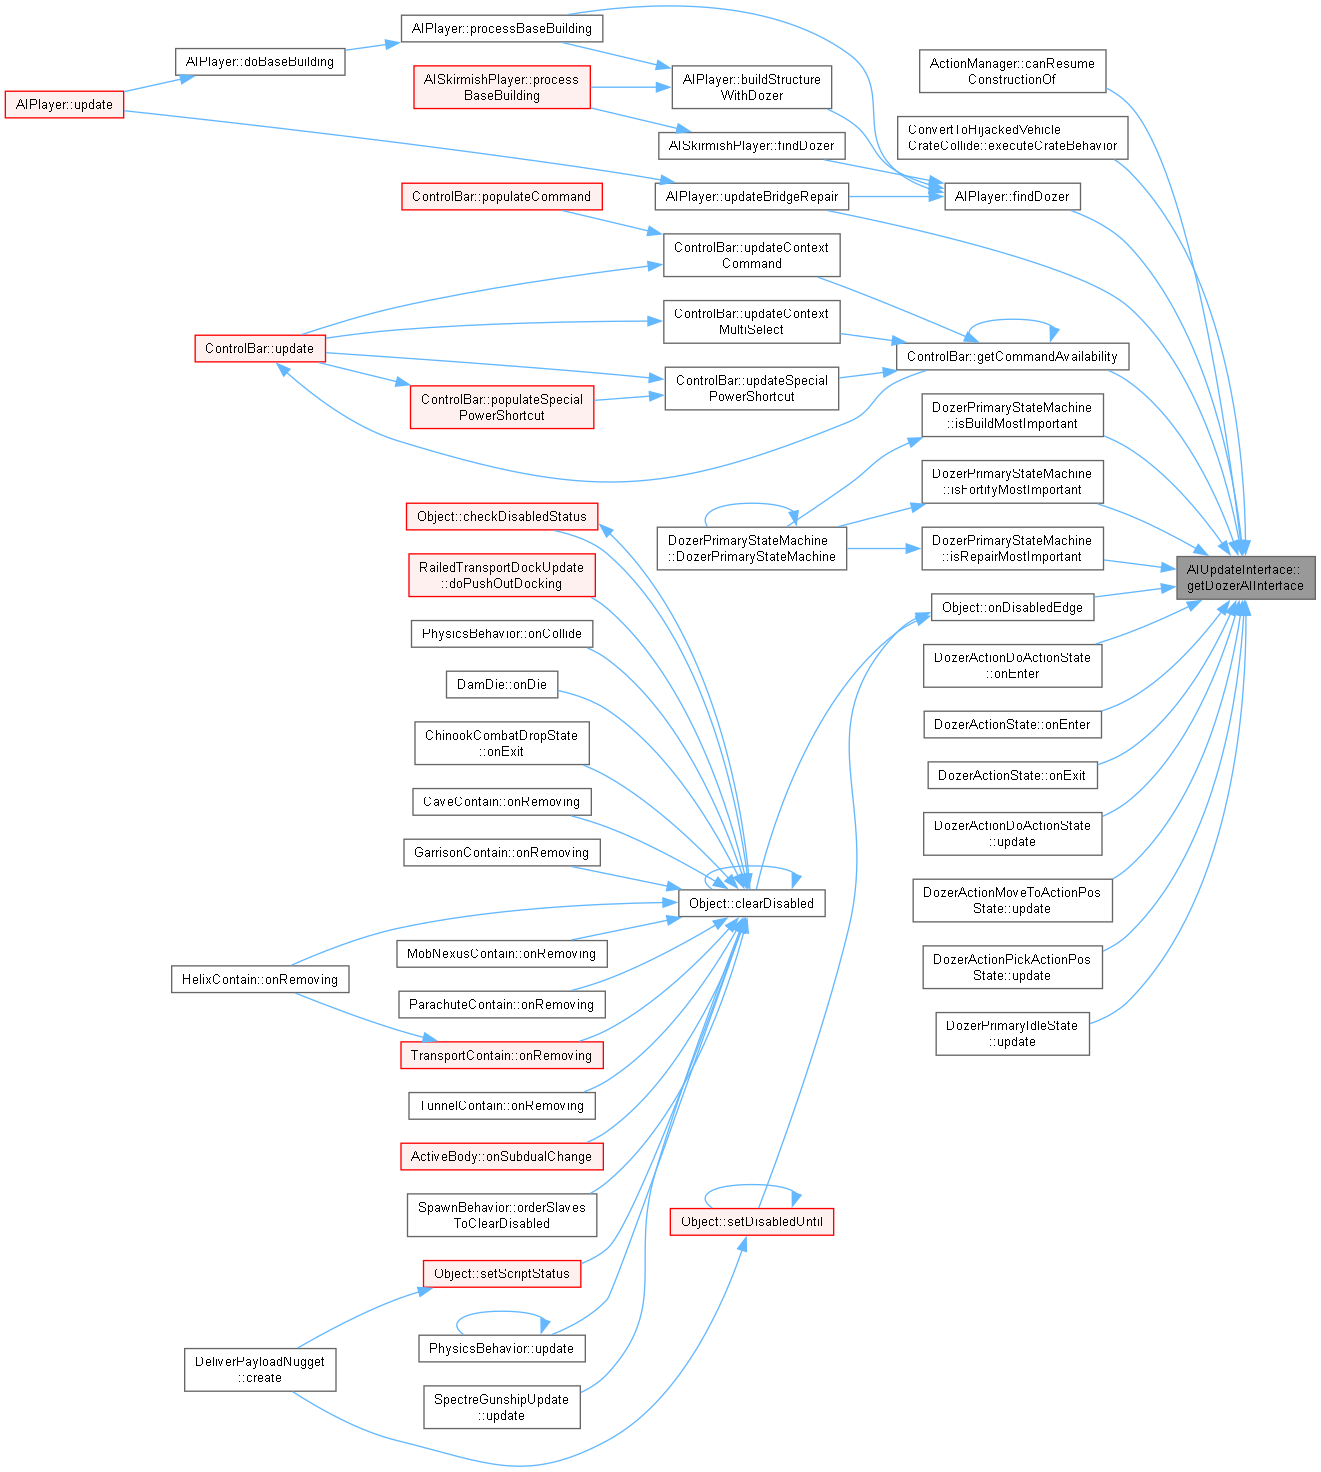 AIPlayer::processBaseBuilding
AIPlayer::doBaseBuilding
AIPlayer::update
AISkirmishPlayer::process
BaseBuilding
AIPlayer::buildStructure
WithDozer
AISkirmishPlayer::findDozer
AIPlayer::updateBridgeRepair
AIPlayer::findDozer
ActionManager::canResume
ConstructionOf
ConvertToHijackedVehicle
CrateCollide::executeCrateBehavior
ControlBar::populateCommand
ControlBar::updateContext
Command
ControlBar::updateContext
MultiSelect
ControlBar::update
ControlBar::getCommandAvailability
ControlBar::updateSpecial
PowerShortcut
ControlBar::populateSpecial
PowerShortcut
DozerPrimaryStateMachine
::isBuildMostImportant
DozerPrimaryStateMachine
::isFortifyMostImportant
DozerPrimaryStateMachine
::isRepairMostImportant
DozerPrimaryStateMachine
::DozerPrimaryStateMachine
AIUpdateInterface::
getDozerAIInterface
Object::onDisabledEdge
DozerActionDoActionState
::onEnter
DozerActionState::onEnter
DozerActionState::onExit
DozerActionDoActionState
::update
DozerActionMoveToActionPos
State::update
DozerActionPickActionPos
State::update
DozerPrimaryIdleState
::update
Object::checkDisabledStatus
RailedTransportDockUpdate
::doPushOutDocking
PhysicsBehavior::onCollide
DamDie::onDie
ChinookCombatDropState
::onExit
CaveContain::onRemoving
GarrisonContain::onRemoving
Object::clearDisabled
MobNexusContain::onRemoving
HelixContain::onRemoving
ParachuteContain::onRemoving
TransportContain::onRemoving
TunnelContain::onRemoving
ActiveBody::onSubdualChange
SpawnBehavior::orderSlaves
ToClearDisabled
Object::setDisabledUntil
Object::setScriptStatus
PhysicsBehavior::update
DeliverPayloadNugget
::create
SpectreGunshipUpdate
::update